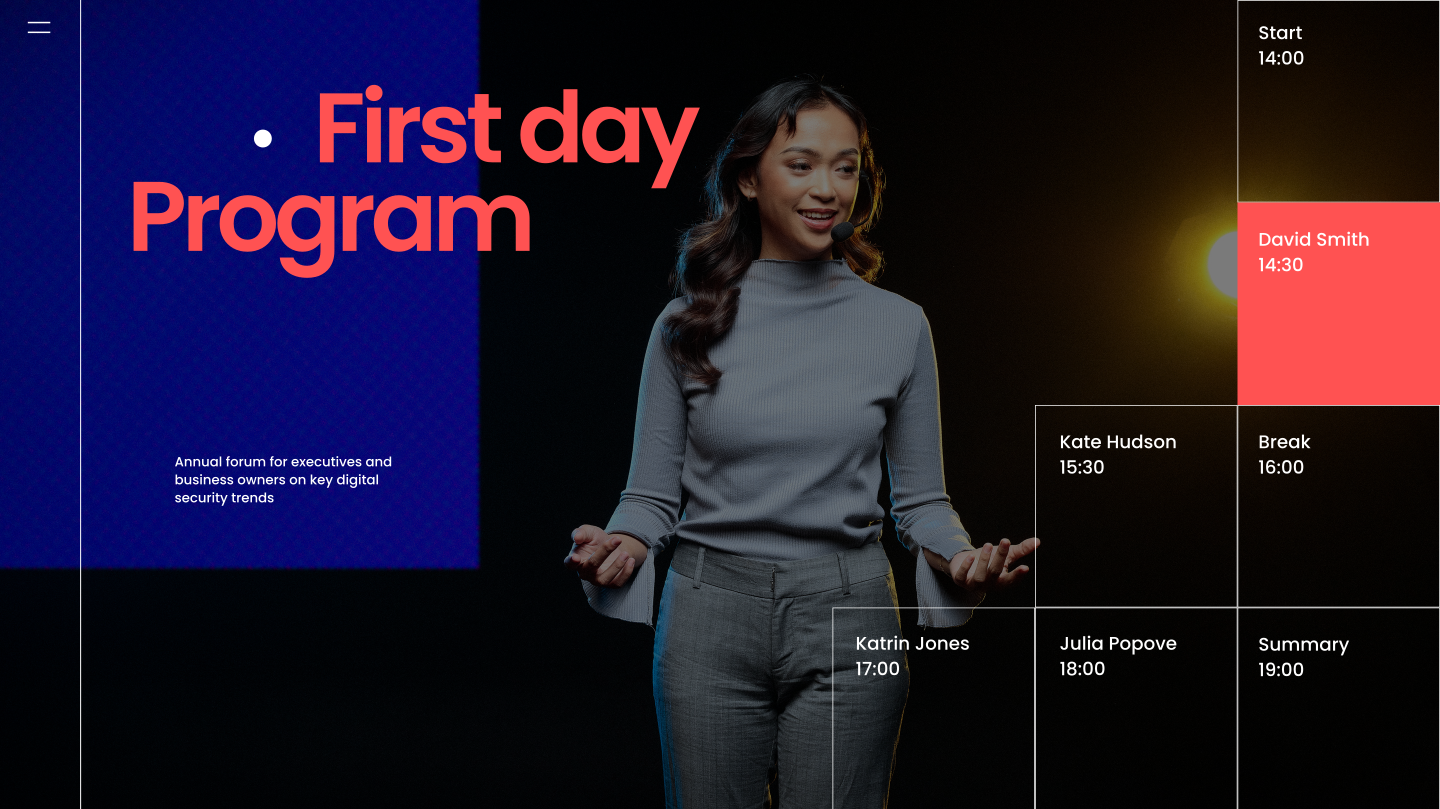 First day
Program
Annual forum for executives and
business owners on key digital
security trends
Start
14:00
David Smith
14:30
Kate Hudson
15:30
Break
16:00
Katrin Jones
17:00
Julia Popove
18:00
Summary
19:00